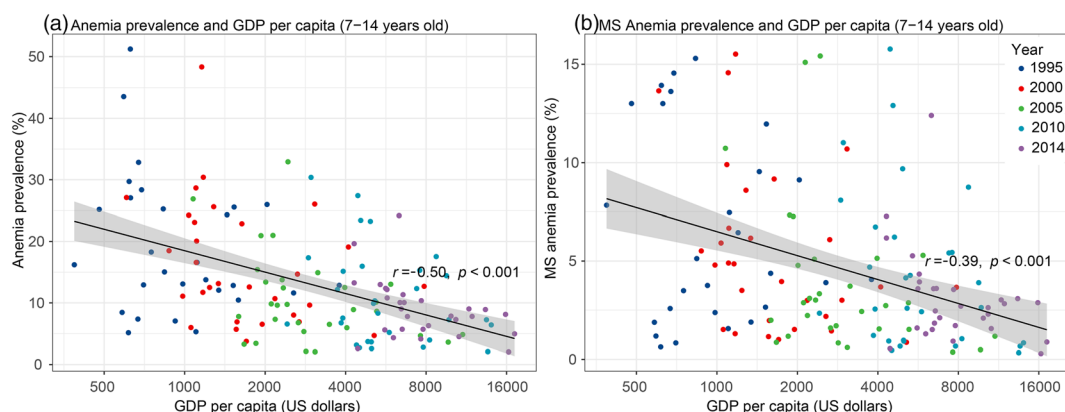 (a) Anemia prevalence and GDP per capita (7−14 years old)
Anemia prevalence (%)
50
40
30
20
10
0
r=−0.50, p < 0.001
500 1000 2000 4000 8000 16000
GDP per capita (US dollars)
(b) MS Anemia prevalence and GDP per capita (7−14 years old)
MS Anemia prevalence (%)
15
10
5
0
Year
1995
2000
2005
2010
2014
r=−0.39, p < 0.001
500 1000 2000 4000 8000 16000
GDP per capita (US dollars)